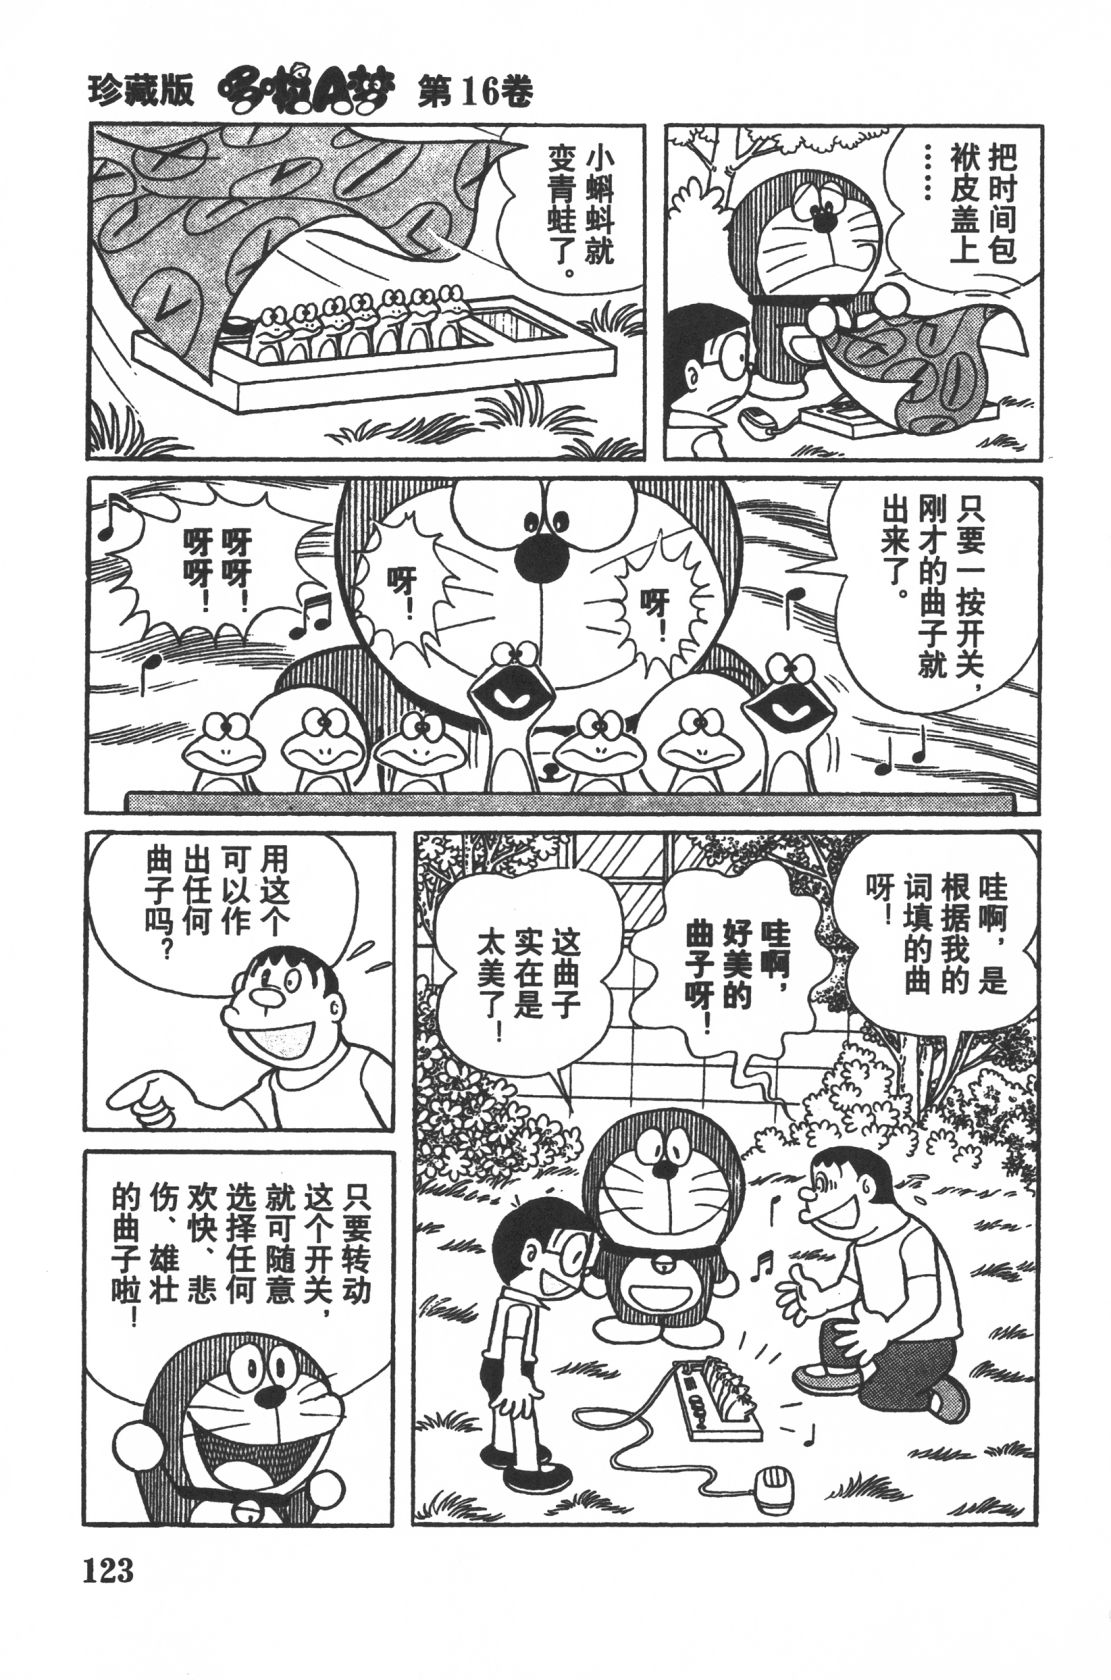 珍藏版 哆啦A梦 第16卷
把时间包
袱皮盖上
……
小蝌蚪就
变青蛙了。
只要一按开关,
刚才的曲子就
出来了。
呀!
呀!
呀呀!
呀呀!
哇啊,是
根据我的
词填的曲
呀!
哇啊,
好美的
曲子呀!
这曲子
实在是
太美了!
用这个
可以作
出任何
曲子吗?
只要转动
这个开关,
就可随意
选择任何
欢快、悲
伤、雄壮
的曲子啦!
123